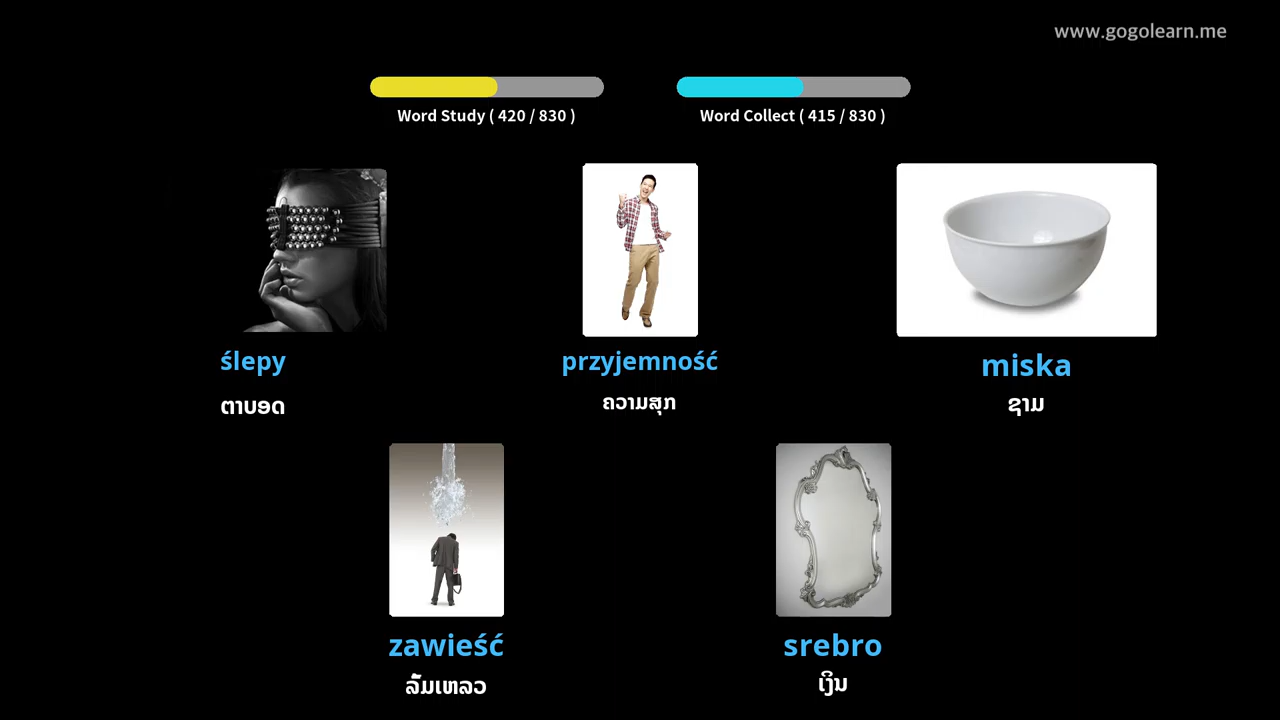 www.gogolearn.me
Word Study ( 420 / 830 )
Word Collect ( 415 / 830 )
ślepy
ຕາບອດ
przyjemność
ຄວາມສຸກ
miska
ຊາມ
zawieść
ລົ້ມເຫລວ
srebro
ເງິນ